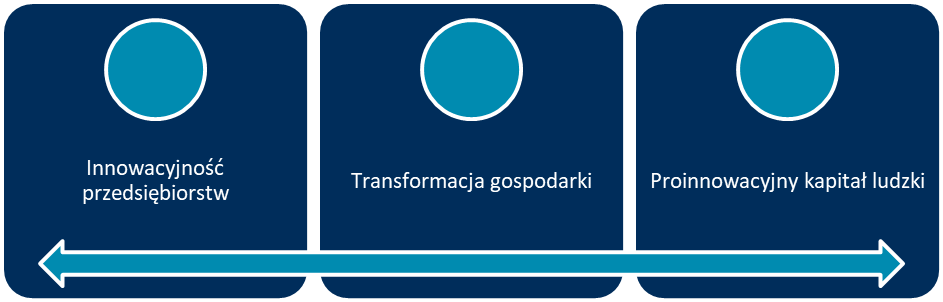 Innowacyjność
przedsiębiorstw
Transformacja gospodarki
Proinnowacyjny kapitał ludzki